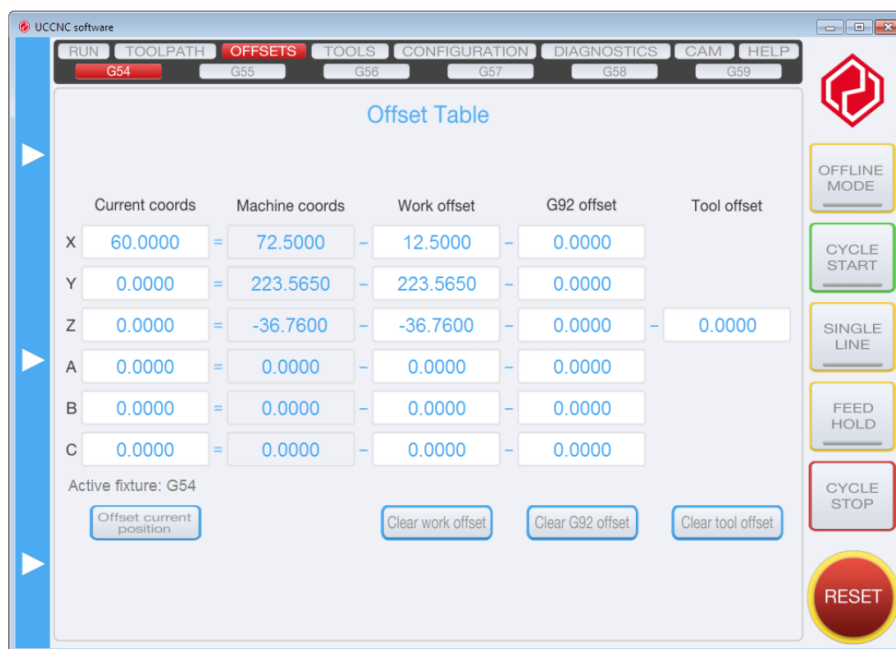 UCCNC software
RUN TOOLPATH OFFSETS TOOLS CONFIGURATION DIAGNOSTICS CAM HELP
G54 G55 G56 G57 G58 G59
Offset Table
Current coords Machine coords Work offset G92 offset Tool offset
X 60.0000 = 72.5000 - 12.5000 - 0.0000
Y 0.0000 = 223.5650 - 223.5650 - 0.0000
Z 0.0000 = -36.7600 - -36.7600 - 0.0000 - 0.0000
A 0.0000 = 0.0000 - 0.0000 - 0.0000
B 0.0000 = 0.0000 - 0.0000 - 0.0000
C 0.0000 = 0.0000 - 0.0000 - 0.0000
Active fixture: G54
Offset current
position
Clear work offset Clear G92 offset Clear tool offset
OFFLINE
MODE
CYCLE
START
SINGLE
LINE
FEED
HOLD
CYCLE
STOP
RESET